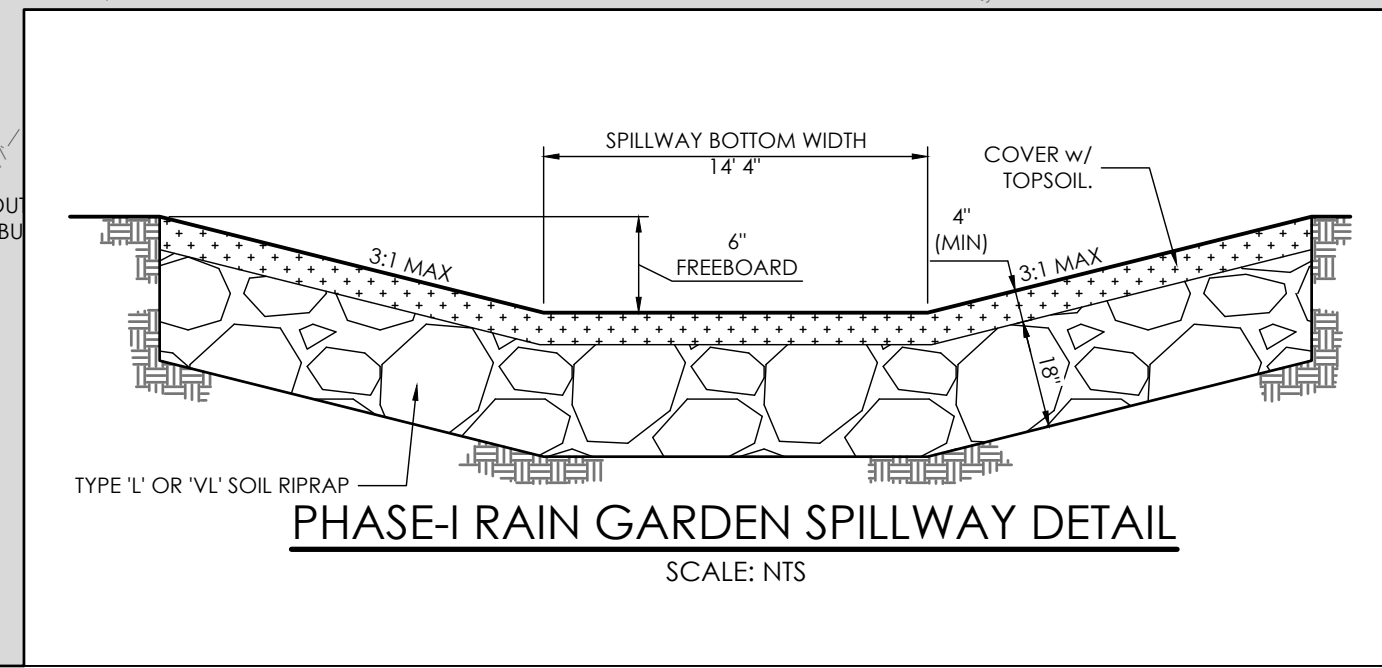 SPILLWAY BOTTOM WIDTH
14' 4"
COVER w/
TOPSOIL.
4"
(MIN)
6"
FREEBOARD
3:1 MAX
3:1 MAX
18"
TYPE 'L' OR 'VL' SOIL RIPRAP
PHASE-I RAIN GARDEN SPILLWAY DETAIL
SCALE: NTS